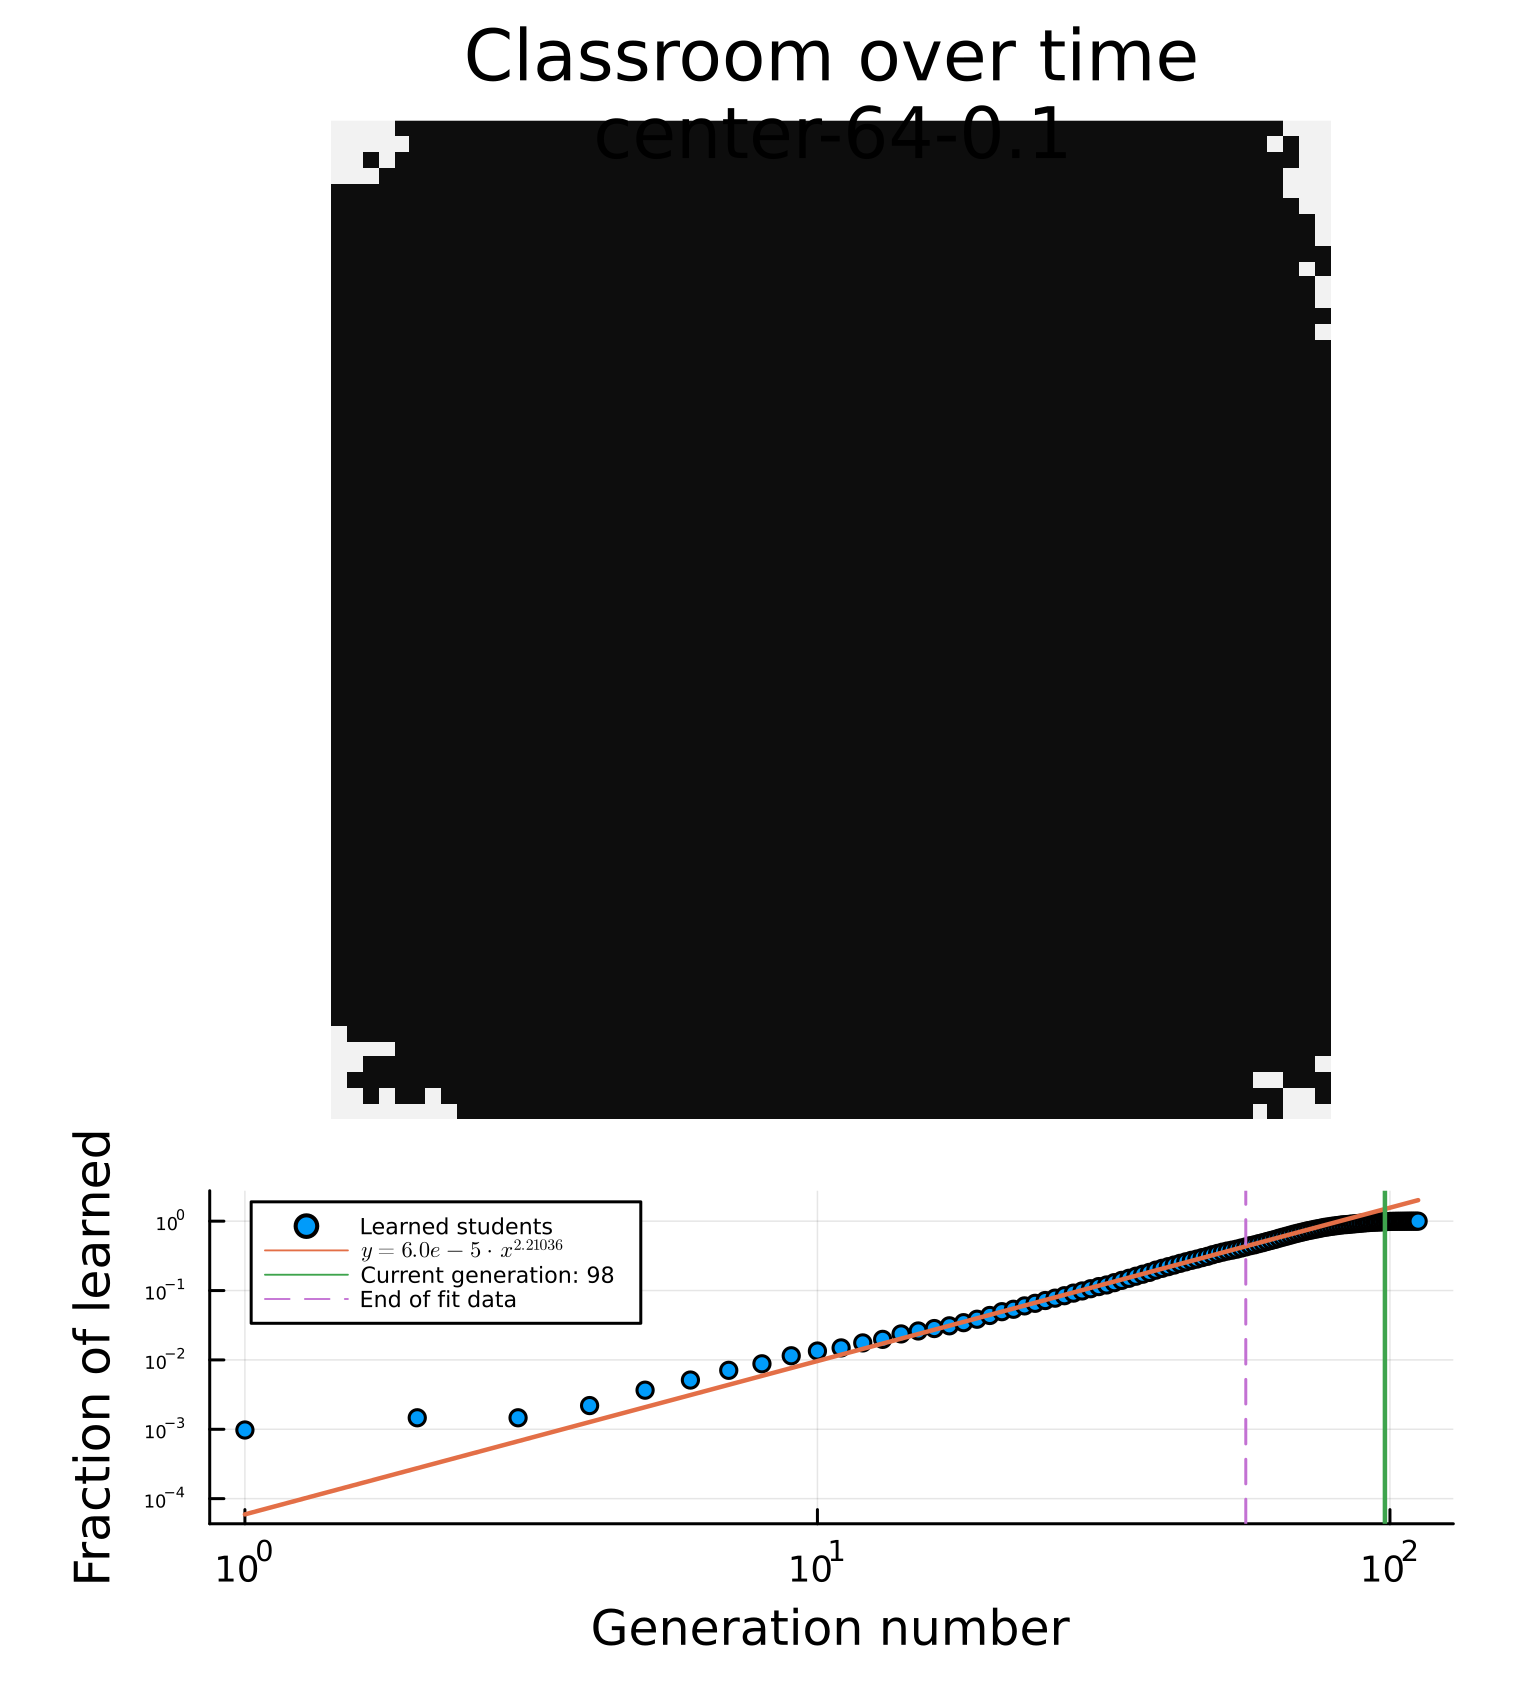 Classroom over time
center-64-0.1
Fraction of learned
10^0
10^-1
10^-2
10^-3
10^-4
Learned students
y = 6.0e − 5 · x^2.21036
Current generation: 98
End of fit data
10^0 10^1 10^2
Generation number